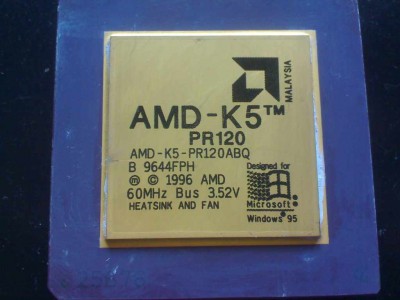 MALAYSIA
AMD-K5™
PR120
AMD-K5-PR120ABQ
B 9644FPH
ⓜ © 1996 AMD
60MHz Bus 3.52V
HEATSINK AND FAN
Designed for
Microsoft®
Windows 95